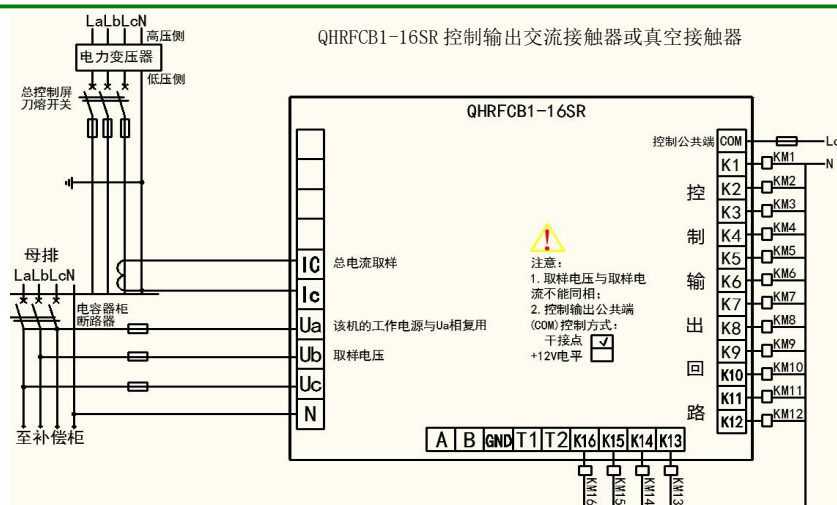 QHRFCB1-16SR 控制输出交流接触器或真空接触器
LaLbLcN
高压侧
电力变压器
低压侧
总控制屏
刀熔开关
母排
LaLbLcN
电容器柜
断路器
至补偿柜
QHRFCB1-16SR
IC
总电流取样
Ic
Ua
该机的工作电源与Ua相复用
Ub
取样电压
Uc
N
注意:
1. 取样电压与取样电
流不能同相;
2. 控制输出公共端
(COM)控制方式:
干接点
+12V电平
控制输出回路
控制公共端
COM
Lc
K1
KM1
N
K2
KM2
K3
KM3
K4
KM4
K5
KM5
K6
KM6
K7
KM7
K8
KM8
K9
KM9
K10
KM10
K11
KM11
K12
KM12
A
B
GND
T1
T2
K16
K15
K14
K13
KM16
KM15
KM14
KM13